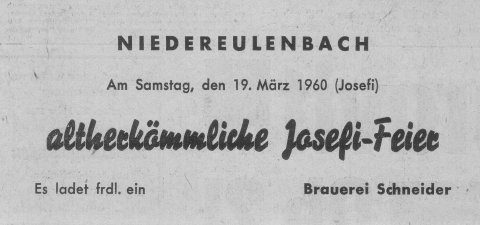 NIEDEREULENBACH
Am Samstag, den 19. März 1960 (Josefi)
altherkömmliche Josefi-Feier
Es ladet frdl. ein Brauerei Schneider